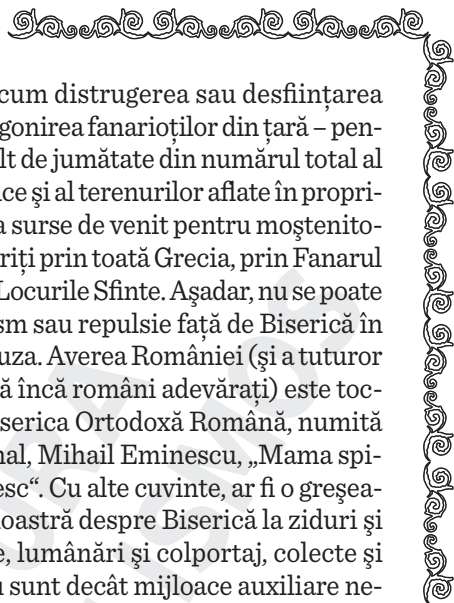 cum distrugerea sau desființarea
gonirea fanarioților din țară – pen-
lt de jumătate din numărul total al
ce și al terenurilor aflate în propri-
a surse de venit pentru moștenito-
riți prin toată Grecia, prin Fanarul
Locurile Sfinte. Așadar, nu se poate
sm sau repulsie față de Biserică în
uza. Averea României (și a tuturor
ă încă români adevărați) este toc-
iserica Ortodoxă Română, numită
nal, Mihail Eminescu, „Mama spi-
esc“. Cu alte cuvinte, ar fi o greșea-
noastră despre Biserică la ziduri și
e, lumânări și colportaj, colecte și
u sunt decât mijloace auxiliare ne-